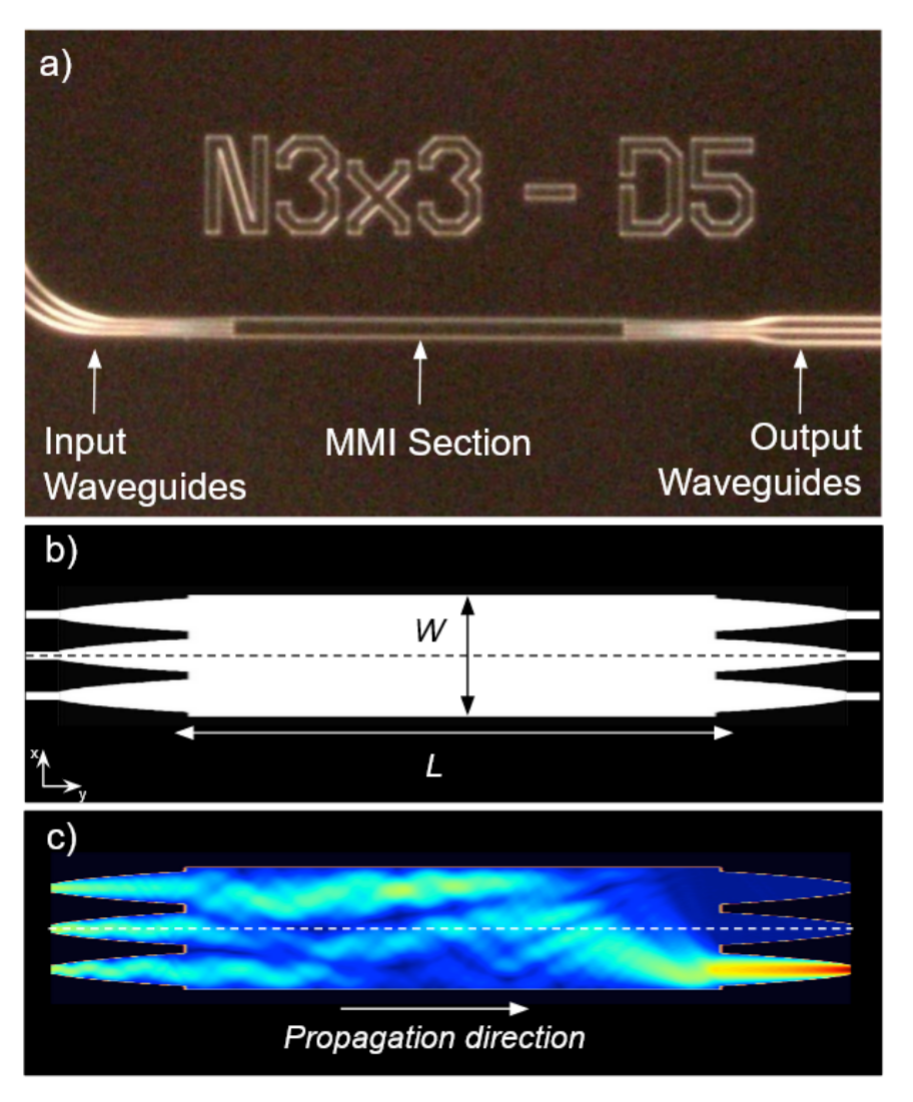 a)
N3x3 - D5
Input
Waveguides
MMI Section
Output
Waveguides
b)
W
L
x
y
c)
Propagation direction